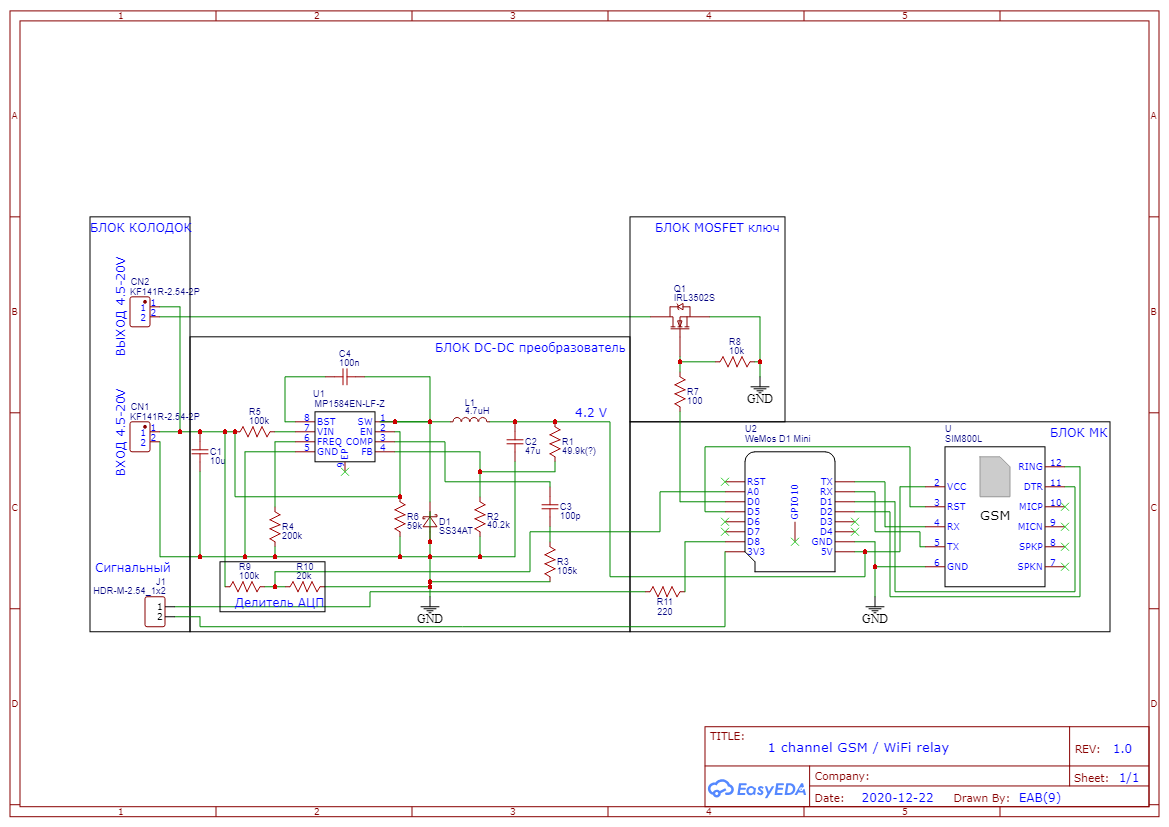 1 2 3 4 5
A A
B B
C C
D D
1 2 3 4 5
БЛОК КОЛОДОК
ВЫХОД 4.5-20V
CN2
KF141R-2.54-2P
1 1
2 2
ВХОД 4.5-20V
CN1
KF141R-2.54-2P
1 1
2 2
Сигнальный
J1
HDR-M-2.54_1x2
1
2
БЛОК DC-DC преобразователь
C4
100n
U1
MP1584EN-LF-Z
8 BST SW 1
7 VIN EN 2
6 FREQ COMP 3
5 GND FB 4
9 EP
R5
100k
C1
10u
L1
4.7uH
4.2 V
C2
47u
R1
49.9k(?)
R4
200k
R6
59k
D1
SS34AT
R2
40.2k
C3
100p
R3
105k
R9
100k
R10
20k
Делитель АЦП
GND
БЛОК MOSFET ключ
Q1
IRL3502S
R8
10k
R7
100
GND
БЛОК МК
U2
WeMos D1 Mini
RST TX
A0 RX
D0 D1
D5 D2
D6 D3
D7 D4
D8 GND
3V3 5V
GPIO10
R11
220
GND
U
SIM800L
GSM
2 VCC
3 RST
4 RX
5 TX
6 GND
RING 12
DTR 11
MICP 10
MICN 9
SPKP 8
SPKN 7
TITLE:
1 channel GSM / WiFi relay
REV: 1.0
EasyEDA
Company:
Sheet: 1/1
Date: 2020-12-22 Drawn By: EAB(9)